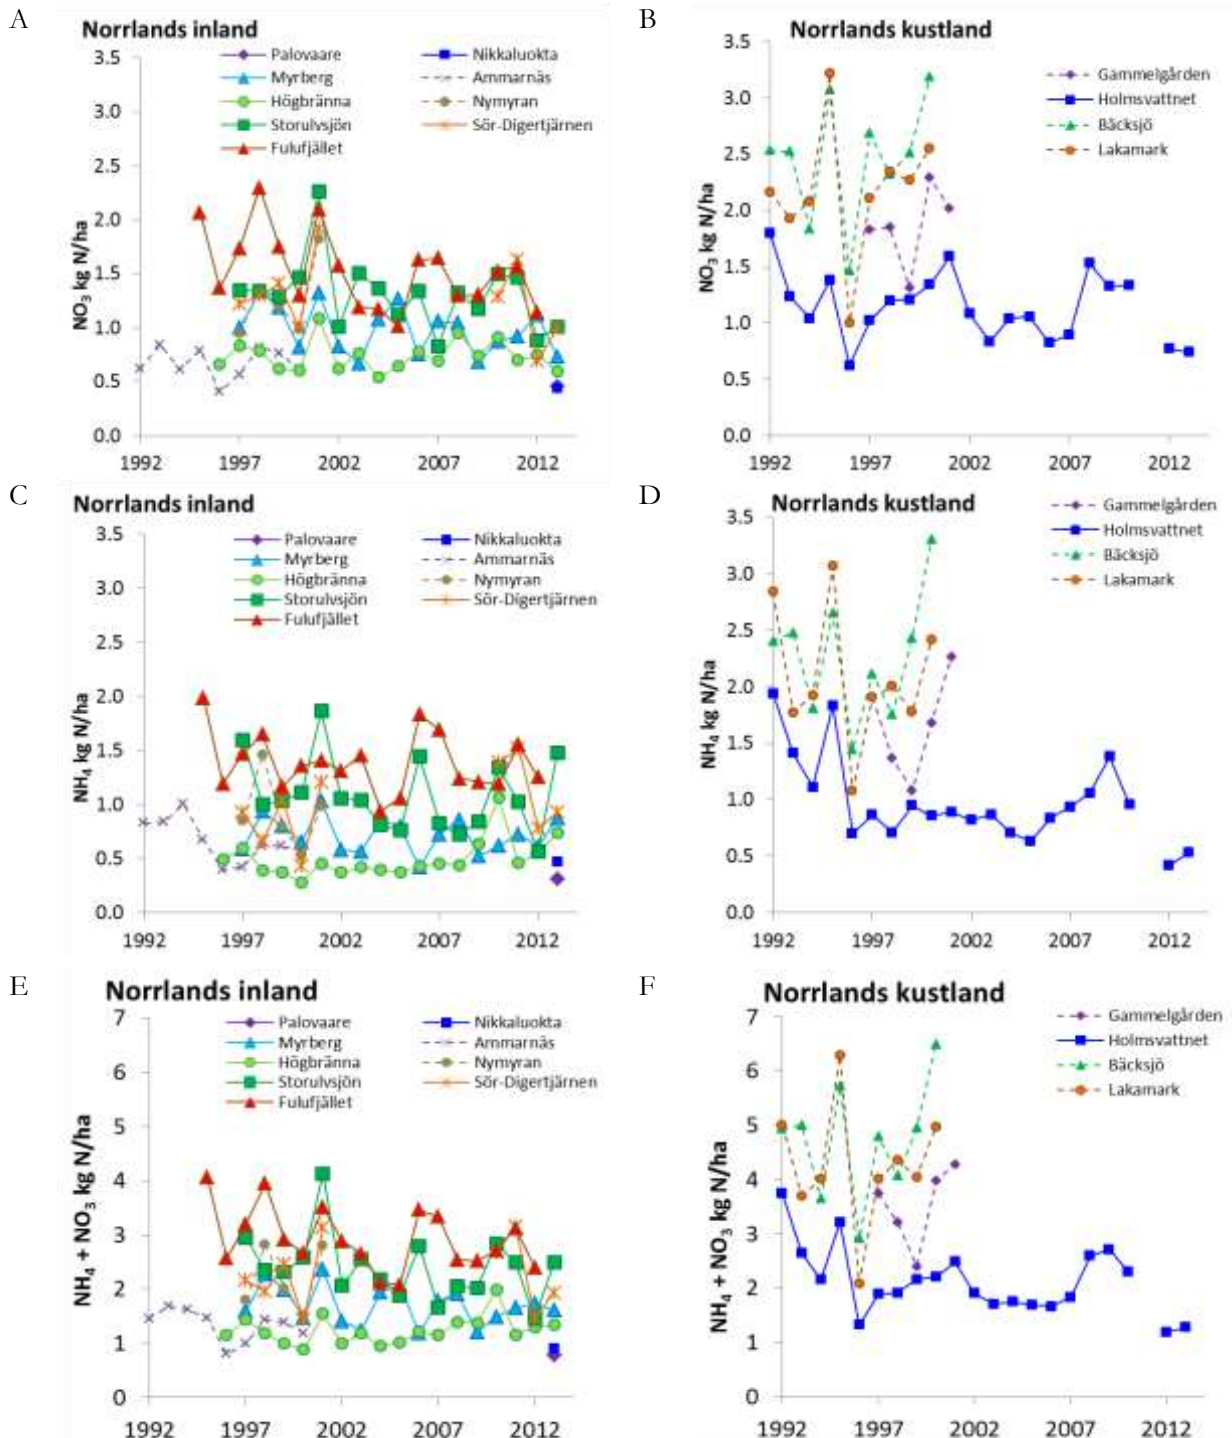 A
Norrlands inland
Palovaare
Nikkaluokta
Myrberg
Ammarnäs
Högbränna
Nymyran
Storulvsjön
Sör-Digertjärnen
Fulufjället
3.5
3.0
2.5
2.0
1.5
1.0
0.5
0.0
NO₃ kg N/ha
1992 1997 2002 2007 2012
B
Norrlands kustland
Gammelgården
Holmsvattnet
Bäcksjö
Lakamark
3.5
3.0
2.5
2.0
1.5
1.0
0.5
0.0
NO₃ kg N/ha
1992 1997 2002 2007 2012
C
Norrlands inland
Palovaare
Nikkaluokta
Myrberg
Ammarnäs
Högbränna
Nymyran
Storulvsjön
Sör-Digertjärnen
Fulufjället
3.5
3.0
2.5
2.0
1.5
1.0
0.5
0.0
NH₄ kg N/ha
1992 1997 2002 2007 2012
D
Norrlands kustland
Gammelgården
Holmsvattnet
Bäcksjö
Lakamark
3.5
3.0
2.5
2.0
1.5
1.0
0.5
0.0
NH₄ kg N/ha
1992 1997 2002 2007 2012
E
Norrlands inland
Palovaare
Nikkaluokta
Myrberg
Ammarnäs
Högbränna
Nymyran
Storulvsjön
Sör-Digertjärnen
Fulufjället
7
6
5
4
3
2
1
0
NH₄ + NO₃ kg N/ha
1992 1997 2002 2007 2012
F
Norrlands kustland
Gammelgården
Holmsvattnet
Bäcksjö
Lakamark
7
6
5
4
3
2
1
0
NH₄ + NO₃ kg N/ha
1992 1997 2002 2007 2012